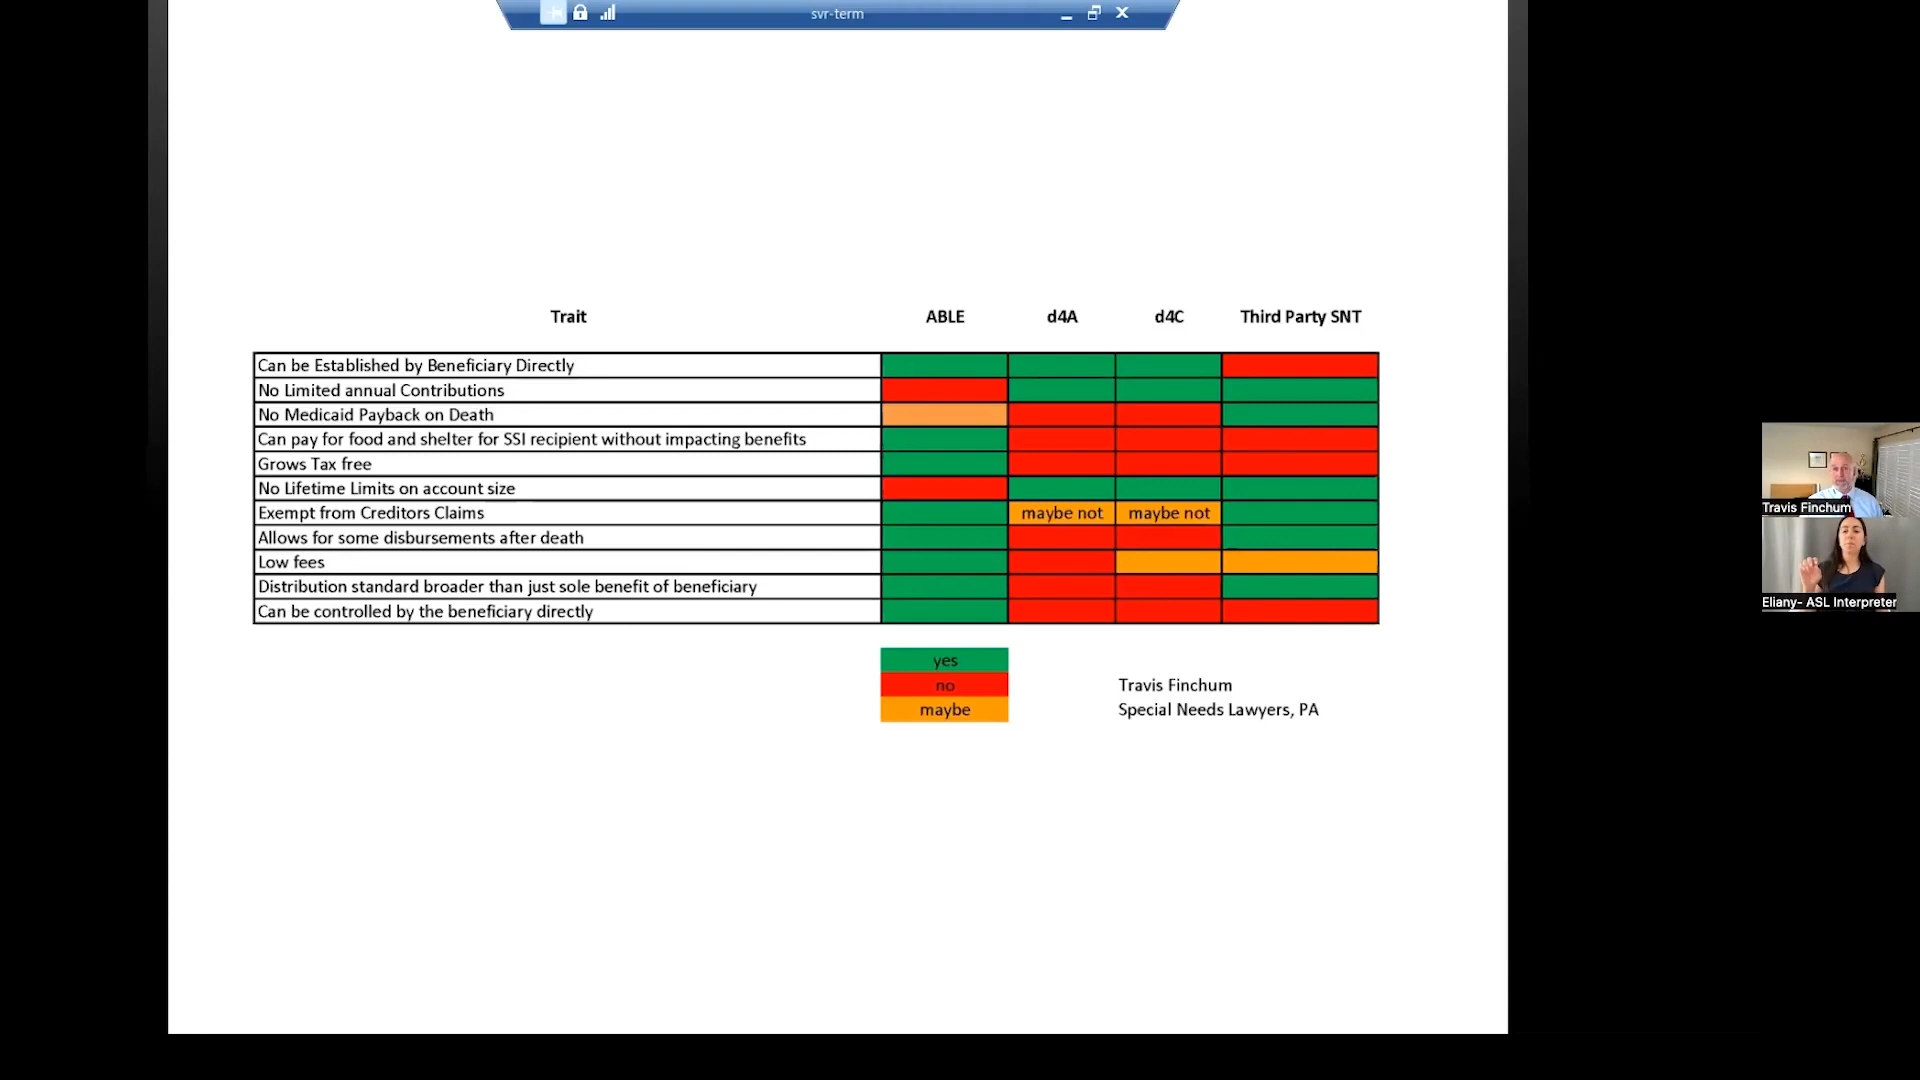 svr-term
Trait ABLE d4A d4C Third Party SNT
Can be Established by Beneficiary Directly
No Limited annual Contributions
No Medicaid Payback on Death
Can pay for food and shelter for SSI recipient without impacting benefits
Grows Tax free
No Lifetime Limits on account size
Exempt from Creditors Claims maybe not maybe not
Allows for some disbursements after death
Low fees
Distribution standard broader than just sole benefit of beneficiary
Can be controlled by the beneficiary directly
yes
no
maybe
Travis Finchum
Special Needs Lawyers, PA
Travis Finchum
Eliany- ASL Interpreter